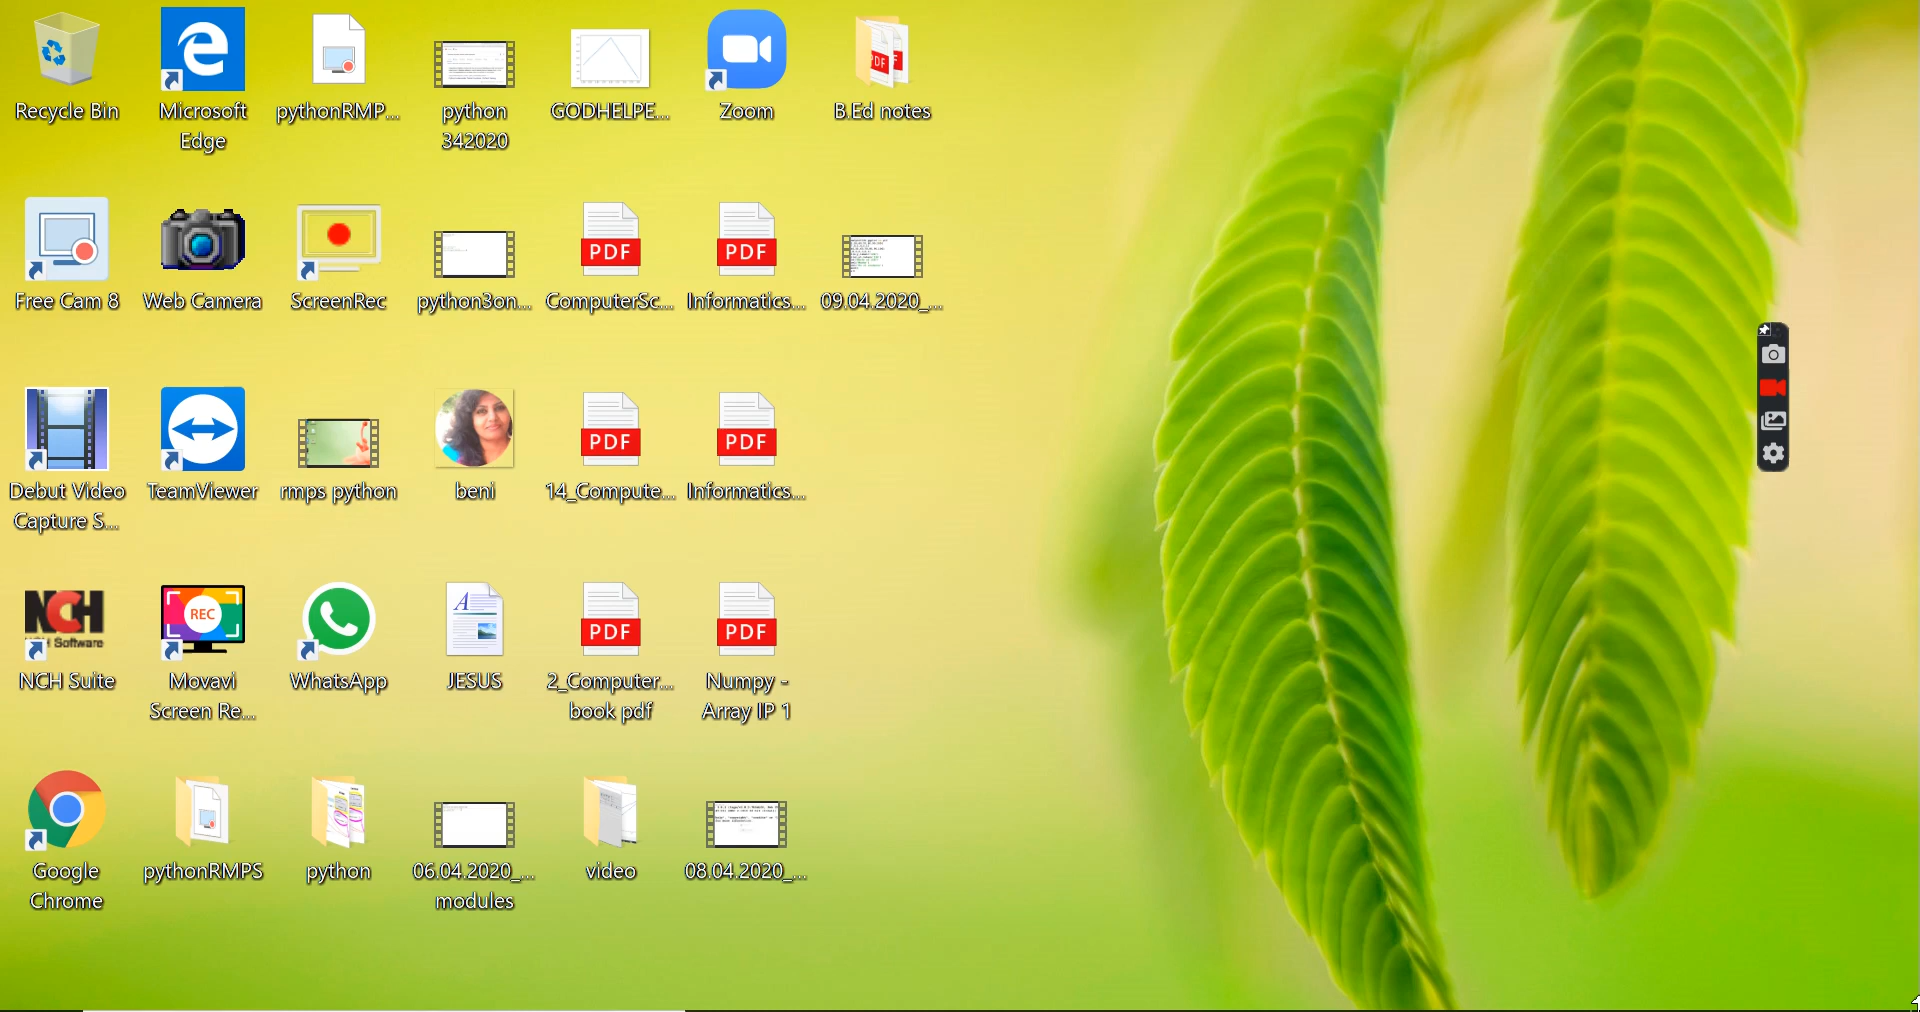 Recycle Bin
Microsoft
Edge
pythonRMP...
python
342020
GODHELPE...
Zoom
B.Ed notes
Free Cam 8
Web Camera
ScreenRec
python3on...
PDF
ComputerSc...
PDF
Informatics...
09.04.2020_...
Debut Video
Capture S...
TeamViewer
rmps python
beni
PDF
14_Compute...
PDF
Informatics...
NCH
NCH Software
NCH Suite
REC
Movavi
Screen Re...
WhatsApp
JESUS
PDF
2_Computer...
book pdf
PDF
Numpy -
Array IP 1
Google
Chrome
pythonRMPS
python
06.04.2020_...
modules
video
08.04.2020_...